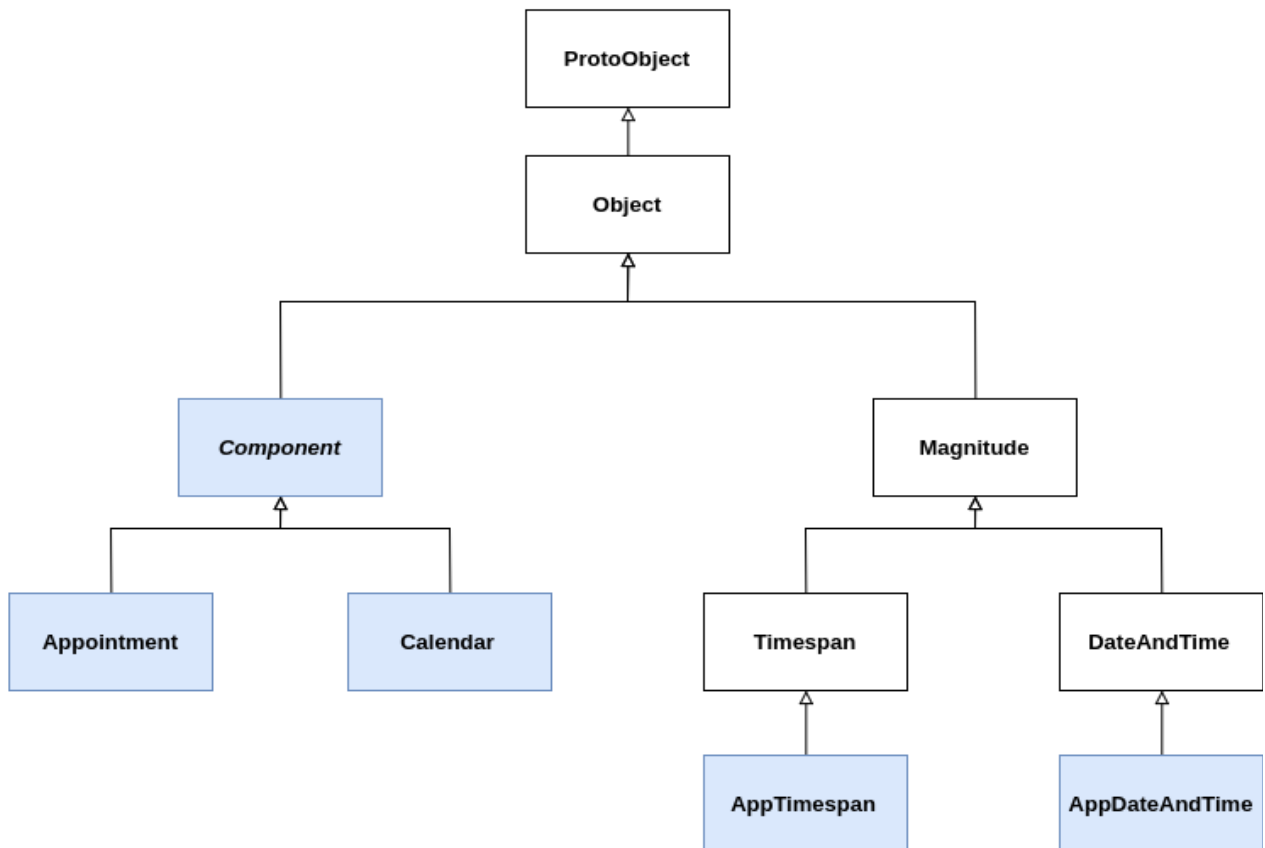 ProtoObject
Object
Component
Magnitude
Appointment
Calendar
Timespan
DateAndTime
AppTimespan
AppDateAndTime